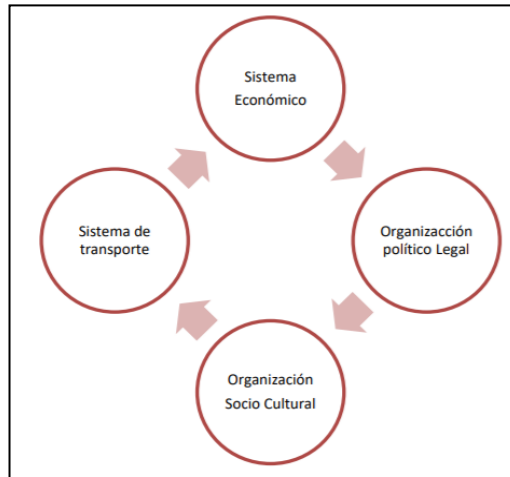 Sistema
Económico
Sistema de
transporte
Organizacción
político Legal
Organización
Socio Cultural